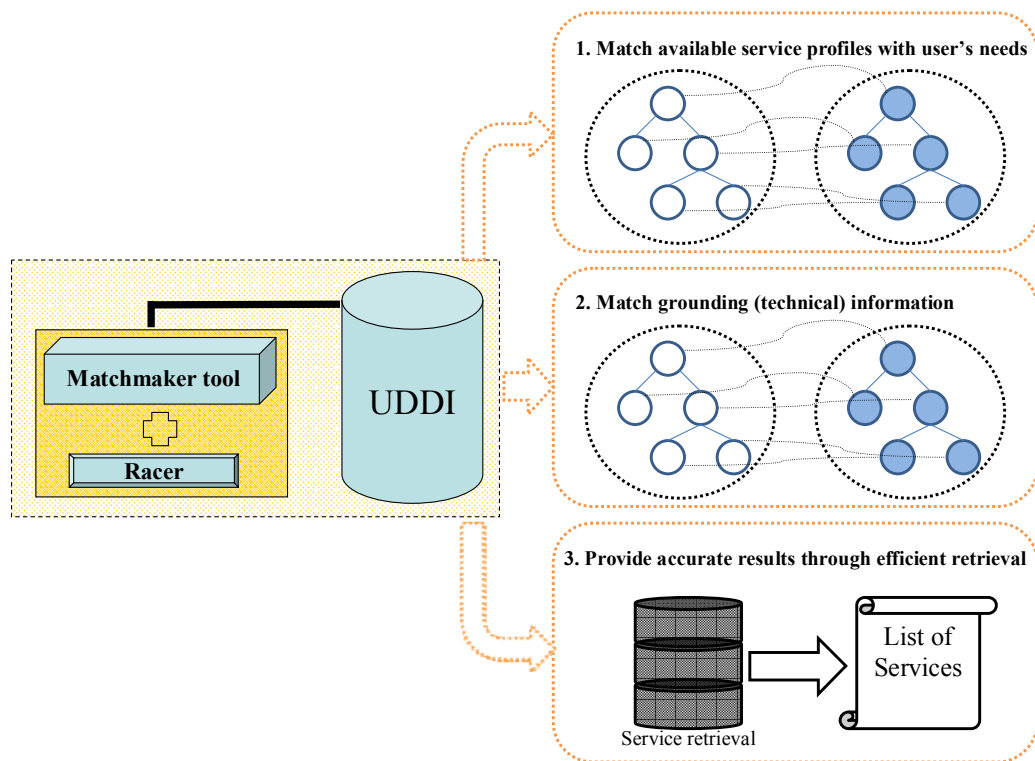 1. Match available service profiles with user's needs
Matchmaker tool
Racer
UDDI
2. Match grounding (technical) information
3. Provide accurate results through efficient retrieval
List of
Services
Service retrieval